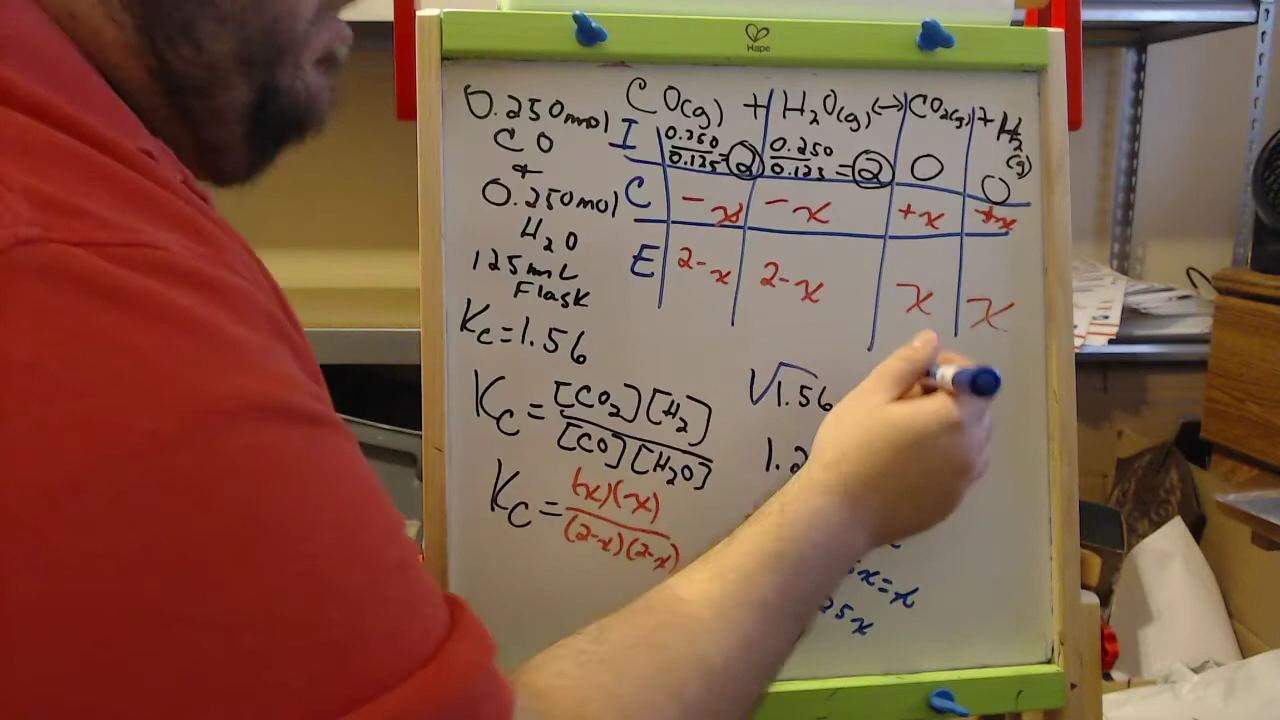 Hape
0.250mol
CO
&
0.250mol
H₂O
125mL
Flask
Kc=1.56
Kc=[CO₂][H₂]/[CO][H₂O]
Kc=(x)(x)/(2-x)(2-x)
CO(g) + H₂O(g) ↔ CO₂(g) + H₂(g)
I 0.250/0.125=2 0.250/0.125=2 0 0
C -x -x +x +x
E 2-x 2-x x x
√1.56
1.2
x=x
25x